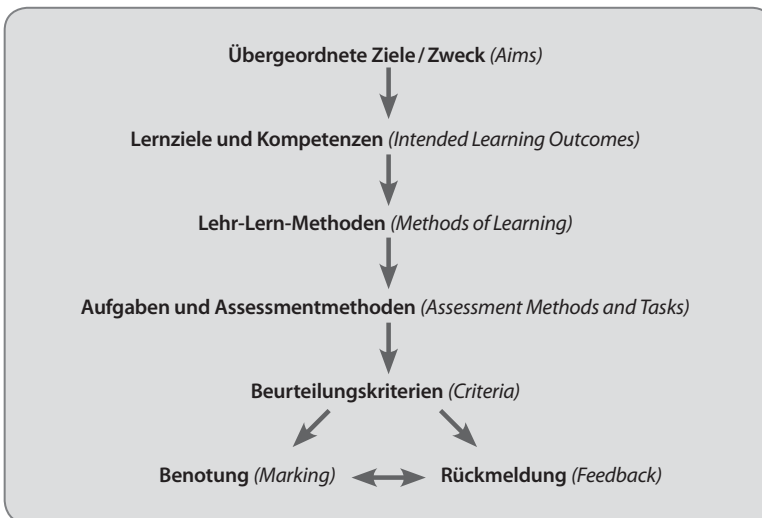 Übergeordnete Ziele / Zweck (Aims)
Lernziele und Kompetenzen (Intended Learning Outcomes)
Lehr-Lern-Methoden (Methods of Learning)
Aufgaben und Assessmentmethoden (Assessment Methods and Tasks)
Beurteilungskriterien (Criteria)
Benotung (Marking) Rückmeldung (Feedback)